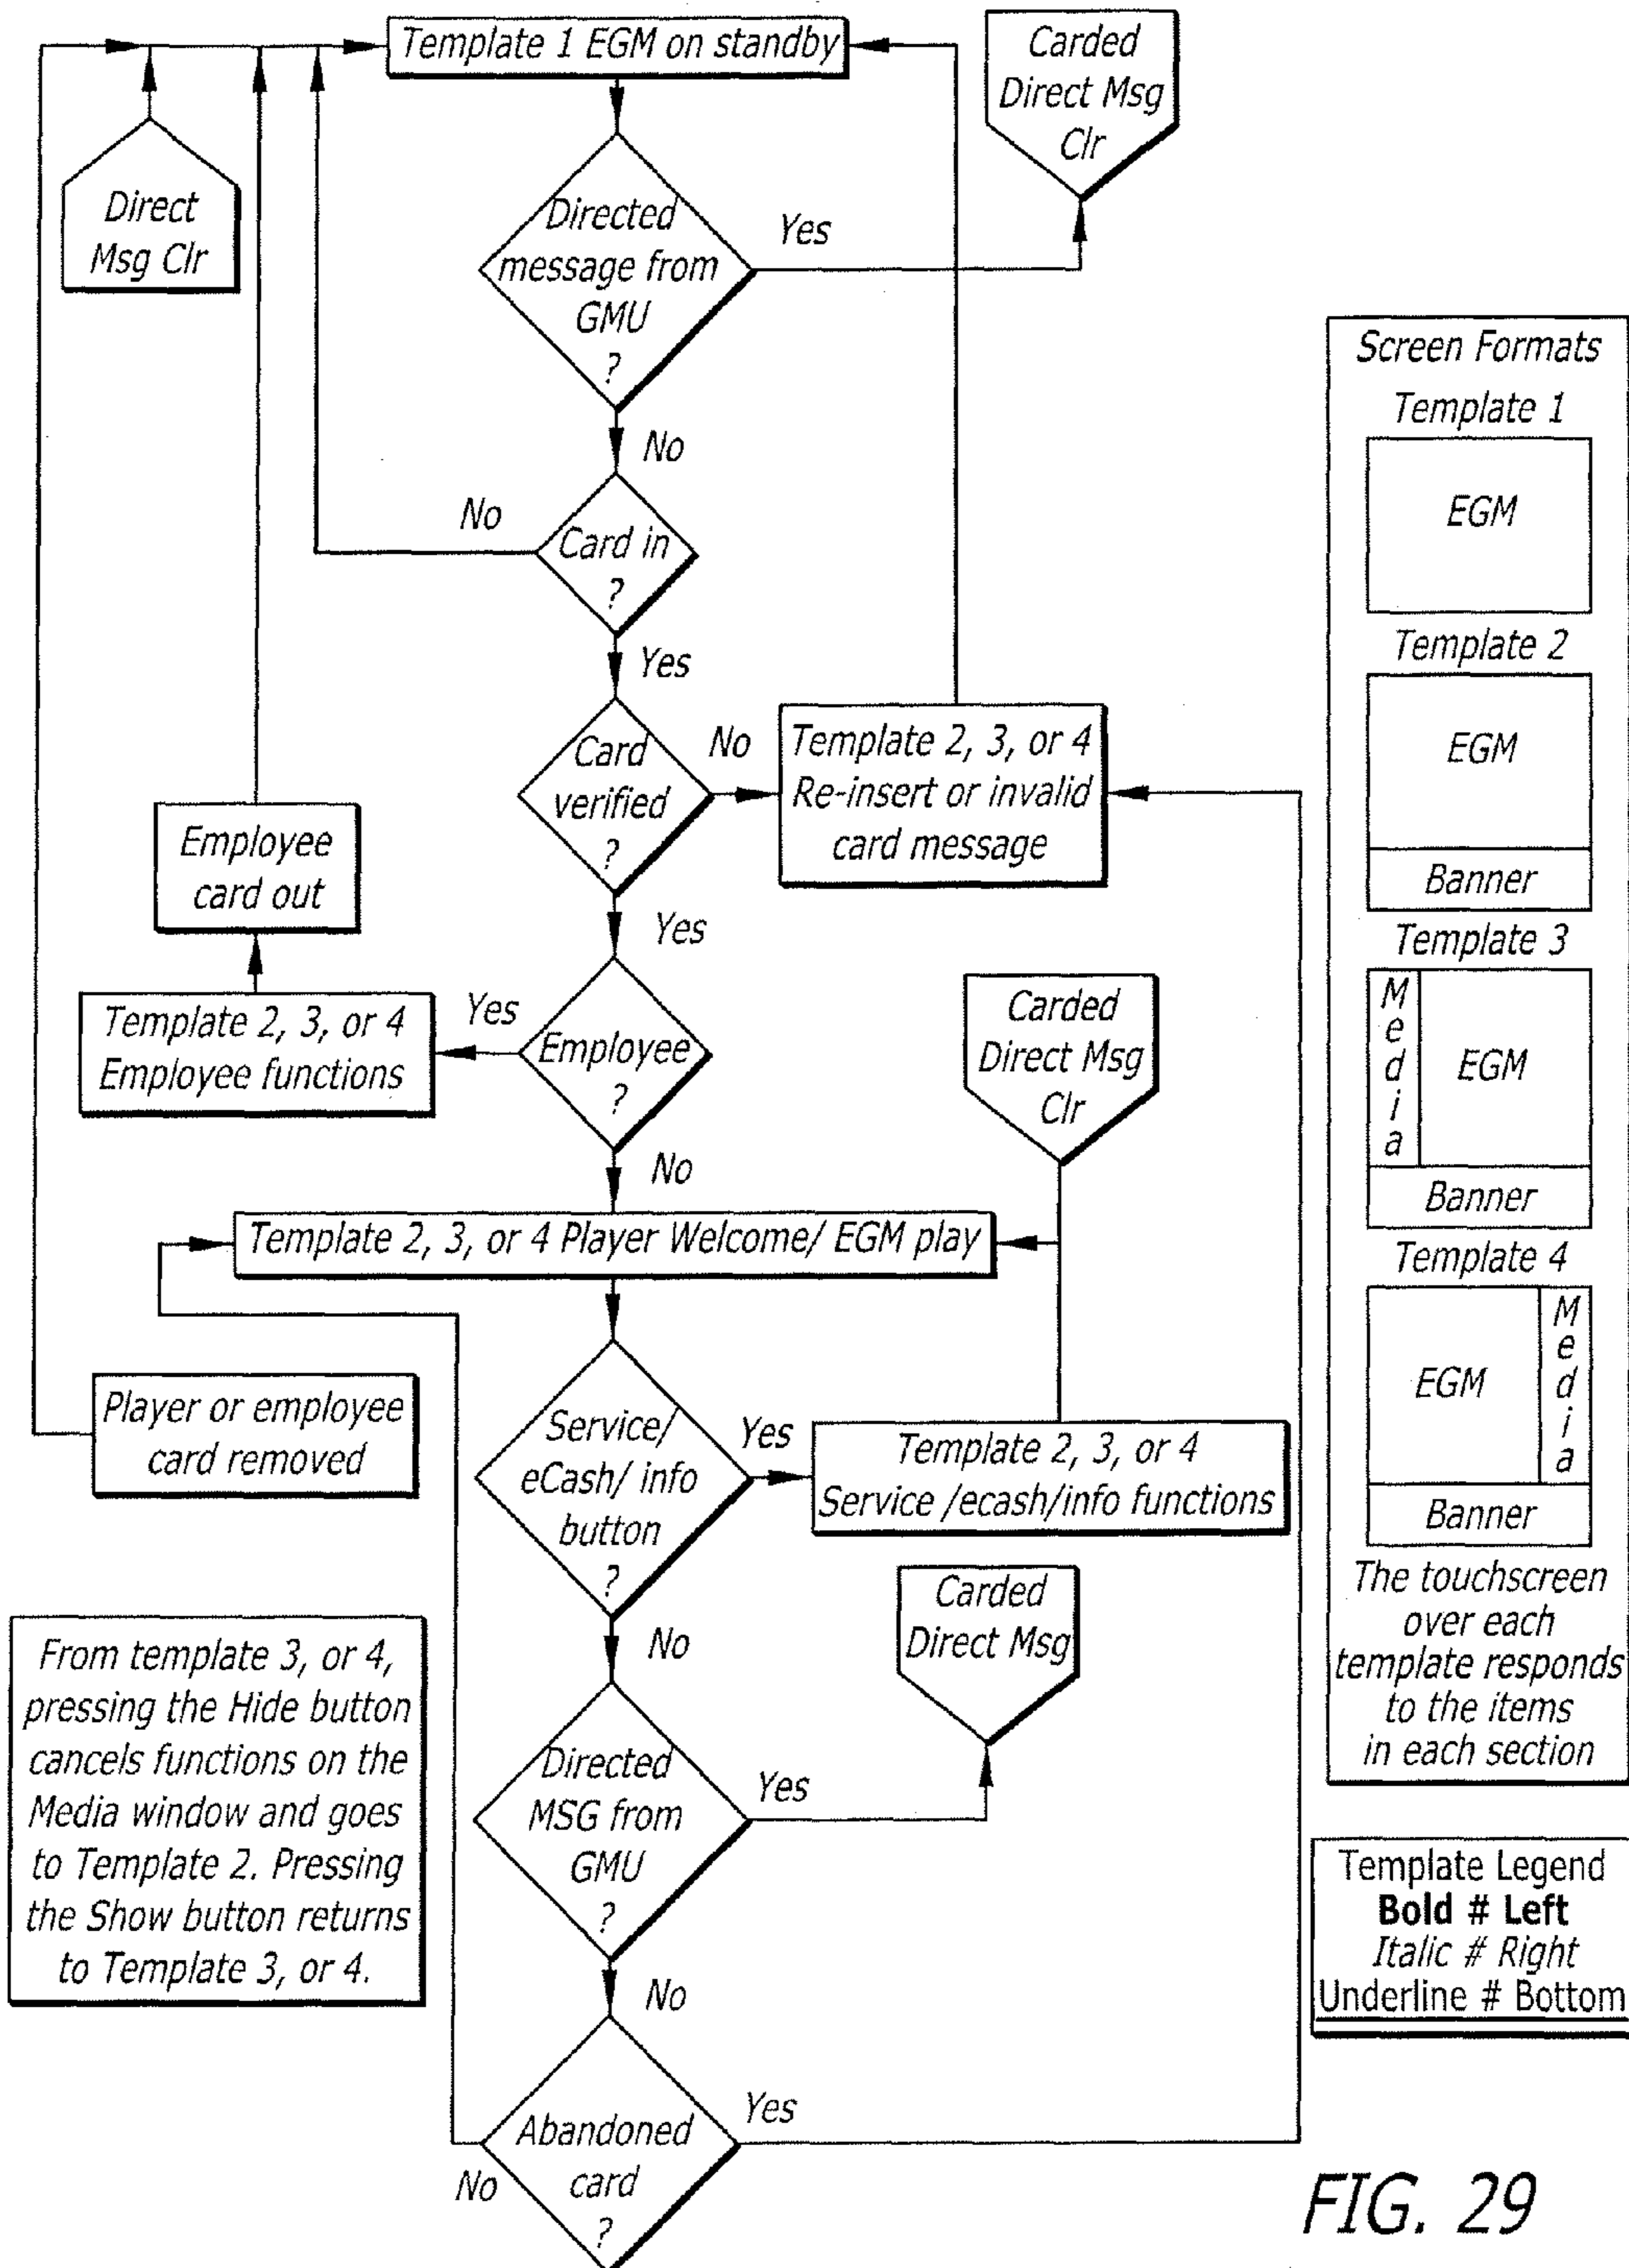 Template 1 EGM on standby
Carded
Direct Msg
Clr
Direct
Msg Clr
Directed
message from
GMU
?
Yes
No
Card in
?
No
Yes
Card
verified
?
No
Template 2, 3, or 4
Re-insert or invalid
card message
Yes
Employee
card out
Template 2, 3, or 4
Employee functions
Yes
Employee
?
Carded
Direct Msg
Clr
No
Template 2, 3, or 4 Player Welcome/ EGM play
Player or employee
card removed
Service/
eCash/ info
button
?
Yes
Template 2, 3, or 4
Service /ecash/info functions
No
Carded
Direct Msg
From template 3, or 4,
pressing the Hide button
cancels functions on the
Media window and goes
to Template 2. Pressing
the Show button returns
to Template 3, or 4.
Directed
MSG from
GMU
?
Yes
No
Abandoned
card
?
Yes
No
Screen Formats
Template 1
EGM
Template 2
EGM
Banner
Template 3
Media
EGM
Banner
Template 4
EGM
Media
Banner
The touchscreen
over each
template responds
to the items
in each section
Template Legend
Bold # Left
Italic # Right
Underline # Bottom
FIG. 29